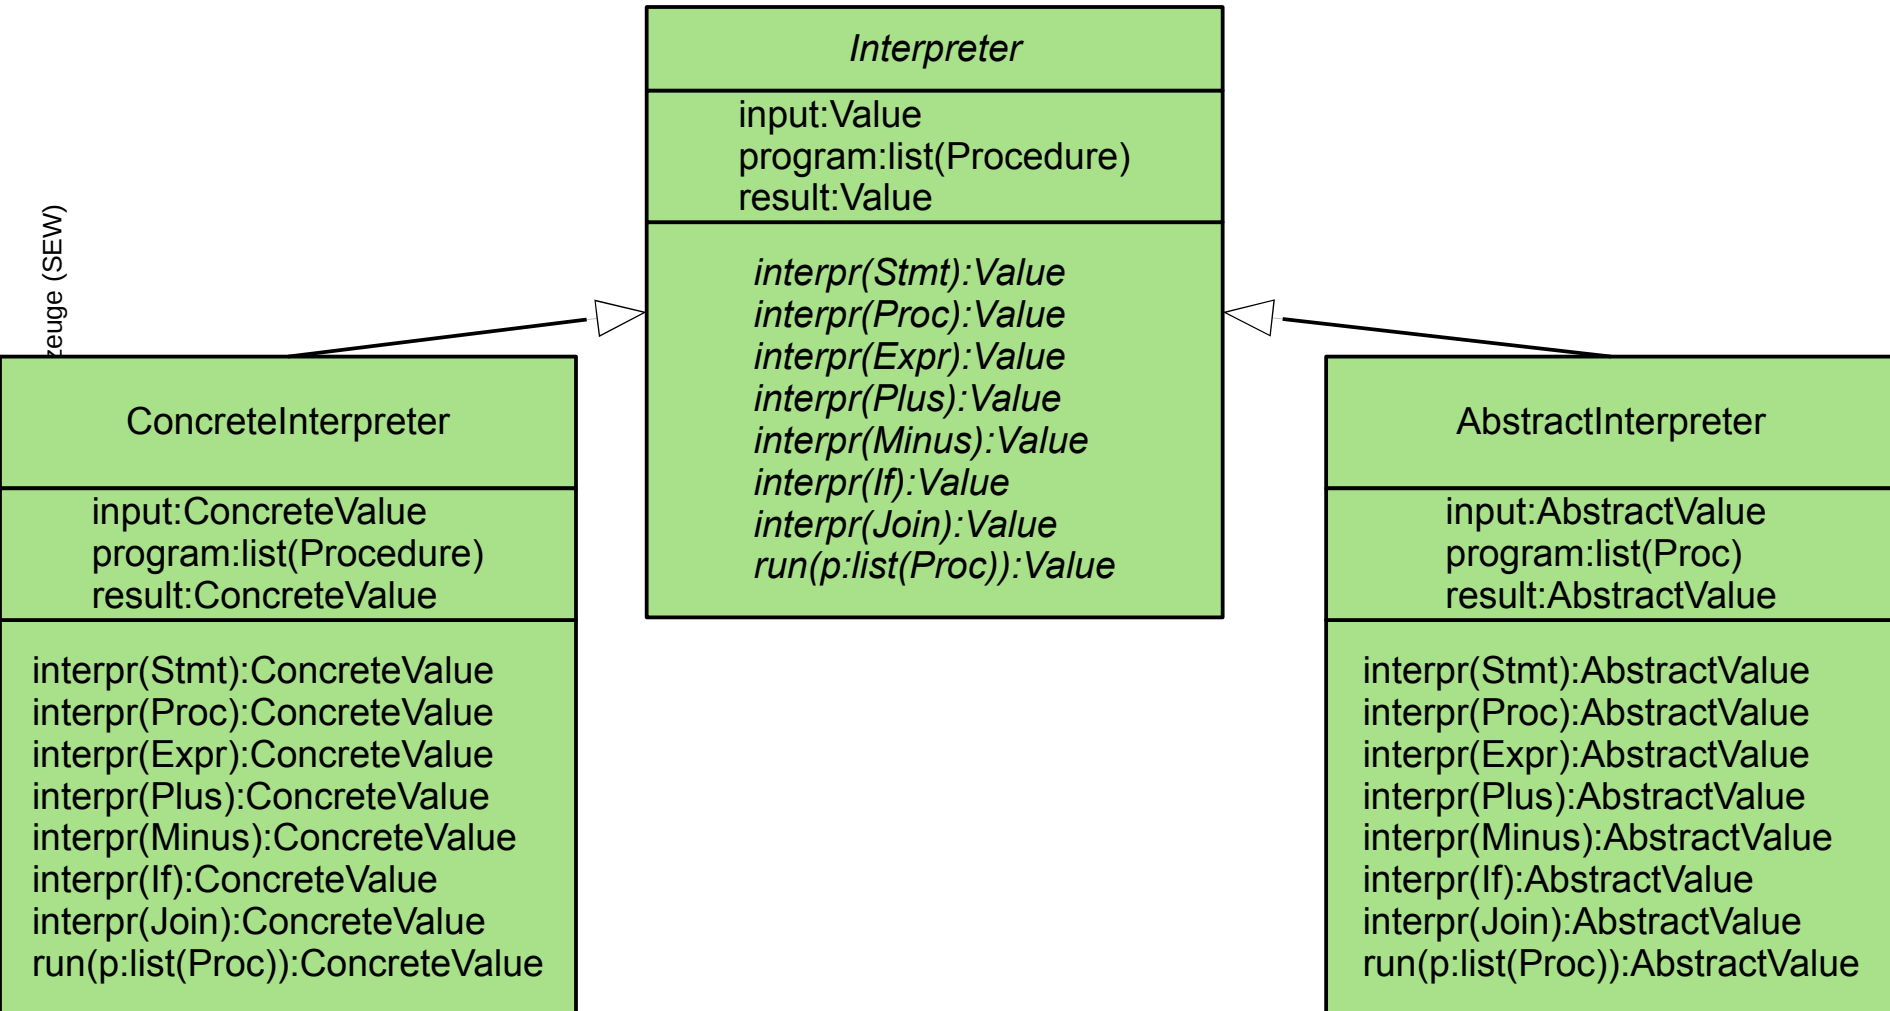 Interpreter
input:Value
program:list(Procedure)
result:Value
interpr(Stmt):Value
interpr(Proc):Value
interpr(Expr):Value
interpr(Plus):Value
interpr(Minus):Value
interpr(If):Value
interpr(Join):Value
run(p:list(Proc)):Value
zeuge (SEW)
ConcreteInterpreter
input:ConcreteValue
program:list(Procedure)
result:ConcreteValue
interpr(Stmt):ConcreteValue
interpr(Proc):ConcreteValue
interpr(Expr):ConcreteValue
interpr(Plus):ConcreteValue
interpr(Minus):ConcreteValue
interpr(If):ConcreteValue
interpr(Join):ConcreteValue
run(p:list(Proc)):ConcreteValue
AbstractInterpreter
input:AbstractValue
program:list(Proc)
result:AbstractValue
interpr(Stmt):AbstractValue
interpr(Proc):AbstractValue
interpr(Expr):AbstractValue
interpr(Plus):AbstractValue
interpr(Minus):AbstractValue
interpr(If):AbstractValue
interpr(Join):AbstractValue
run(p:list(Proc)):AbstractValue